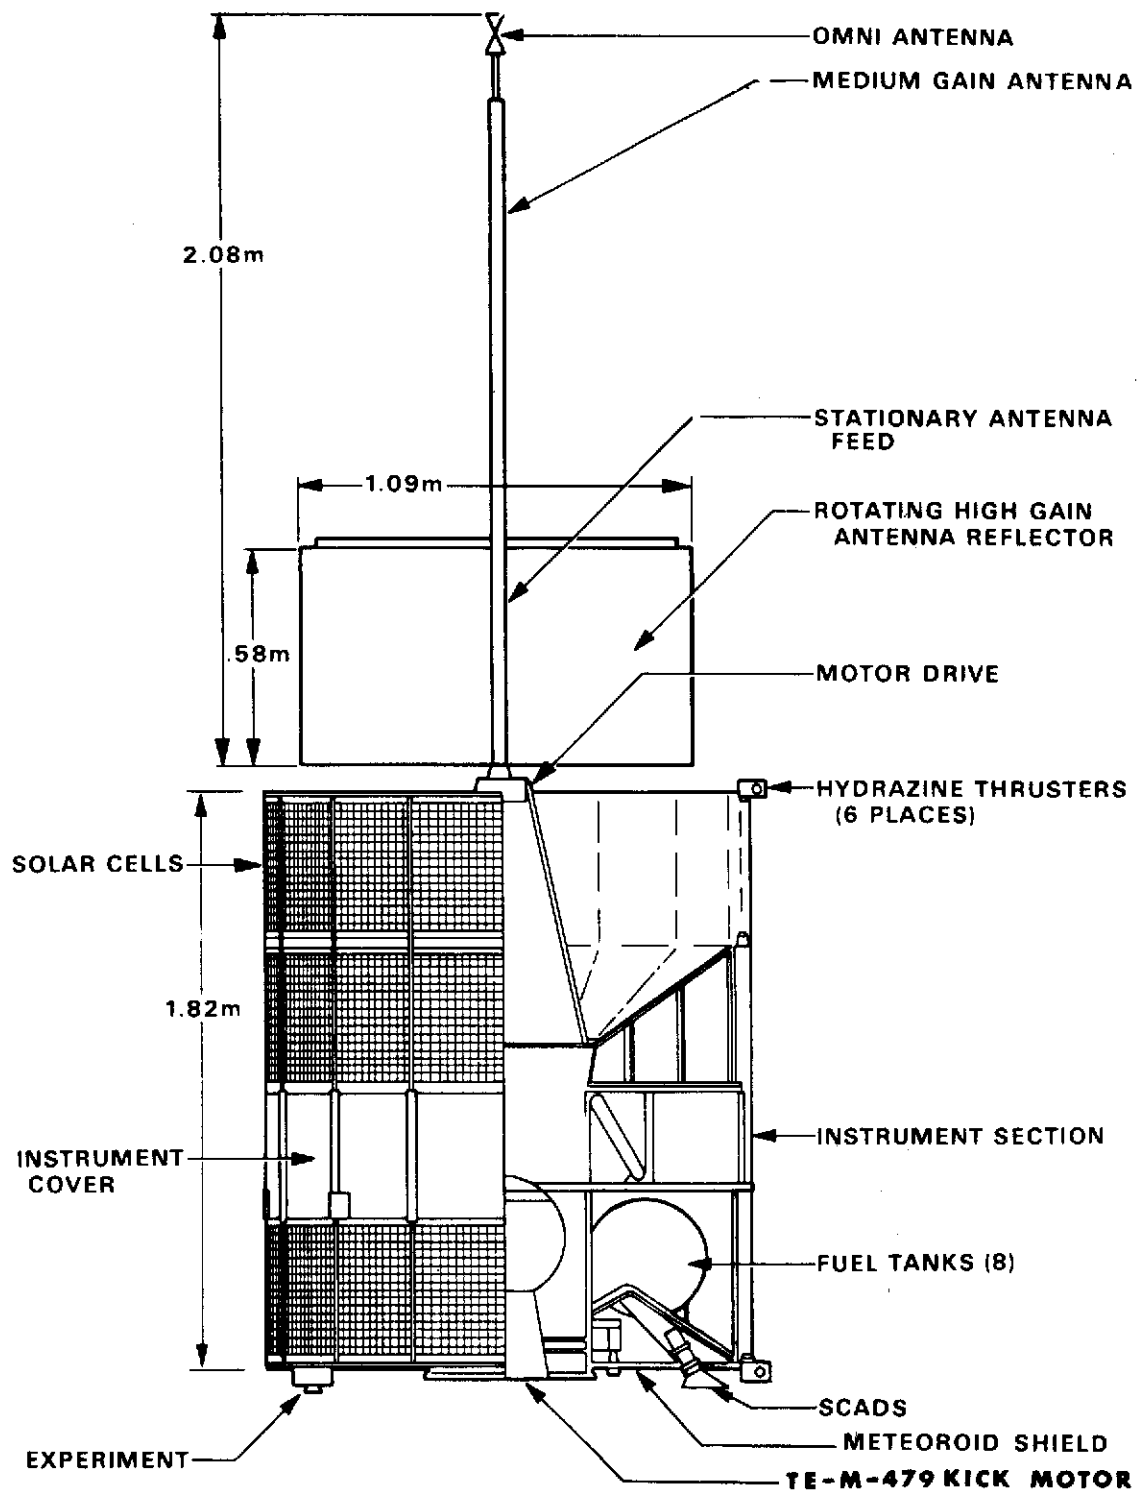 OMNI ANTENNA
MEDIUM GAIN ANTENNA
2.08m
STATIONARY ANTENNA
FEED
1.09m
ROTATING HIGH GAIN
ANTENNA REFLECTOR
.58m
MOTOR DRIVE
HYDRAZINE THRUSTERS
(6 PLACES)
SOLAR CELLS
1.82m
INSTRUMENT SECTION
INSTRUMENT
COVER
FUEL TANKS (8)
SCADS
METEOROID SHIELD
EXPERIMENT
TE-M-479 KICK MOTOR